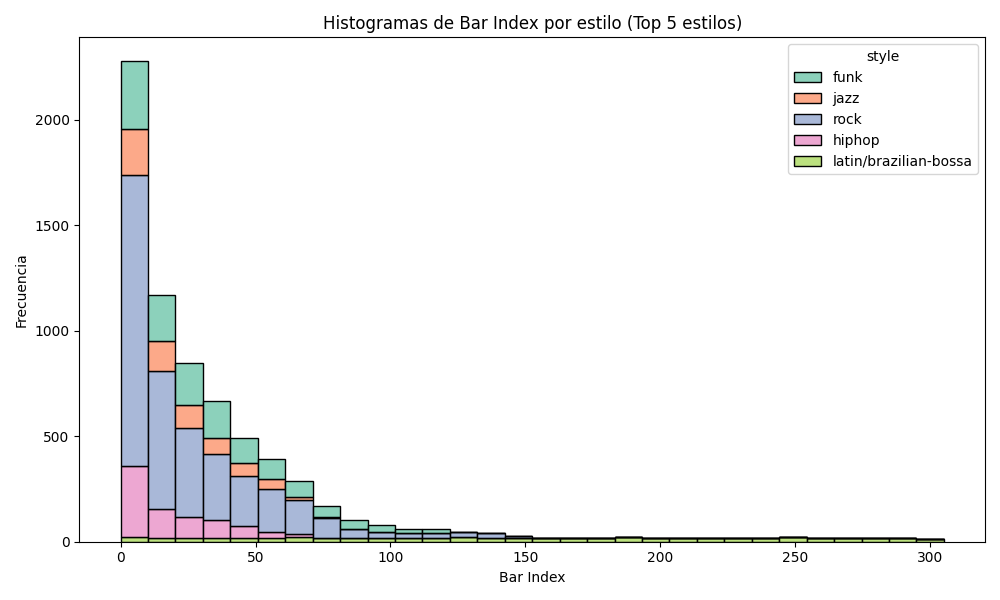 Histogramas de Bar Index por estilo (Top 5 estilos)
style
funk
jazz
rock
hiphop
latin/brazilian-bossa
Frecuencia
2000
1500
1000
500
0
0 50 100 150 200 250 300
Bar Index